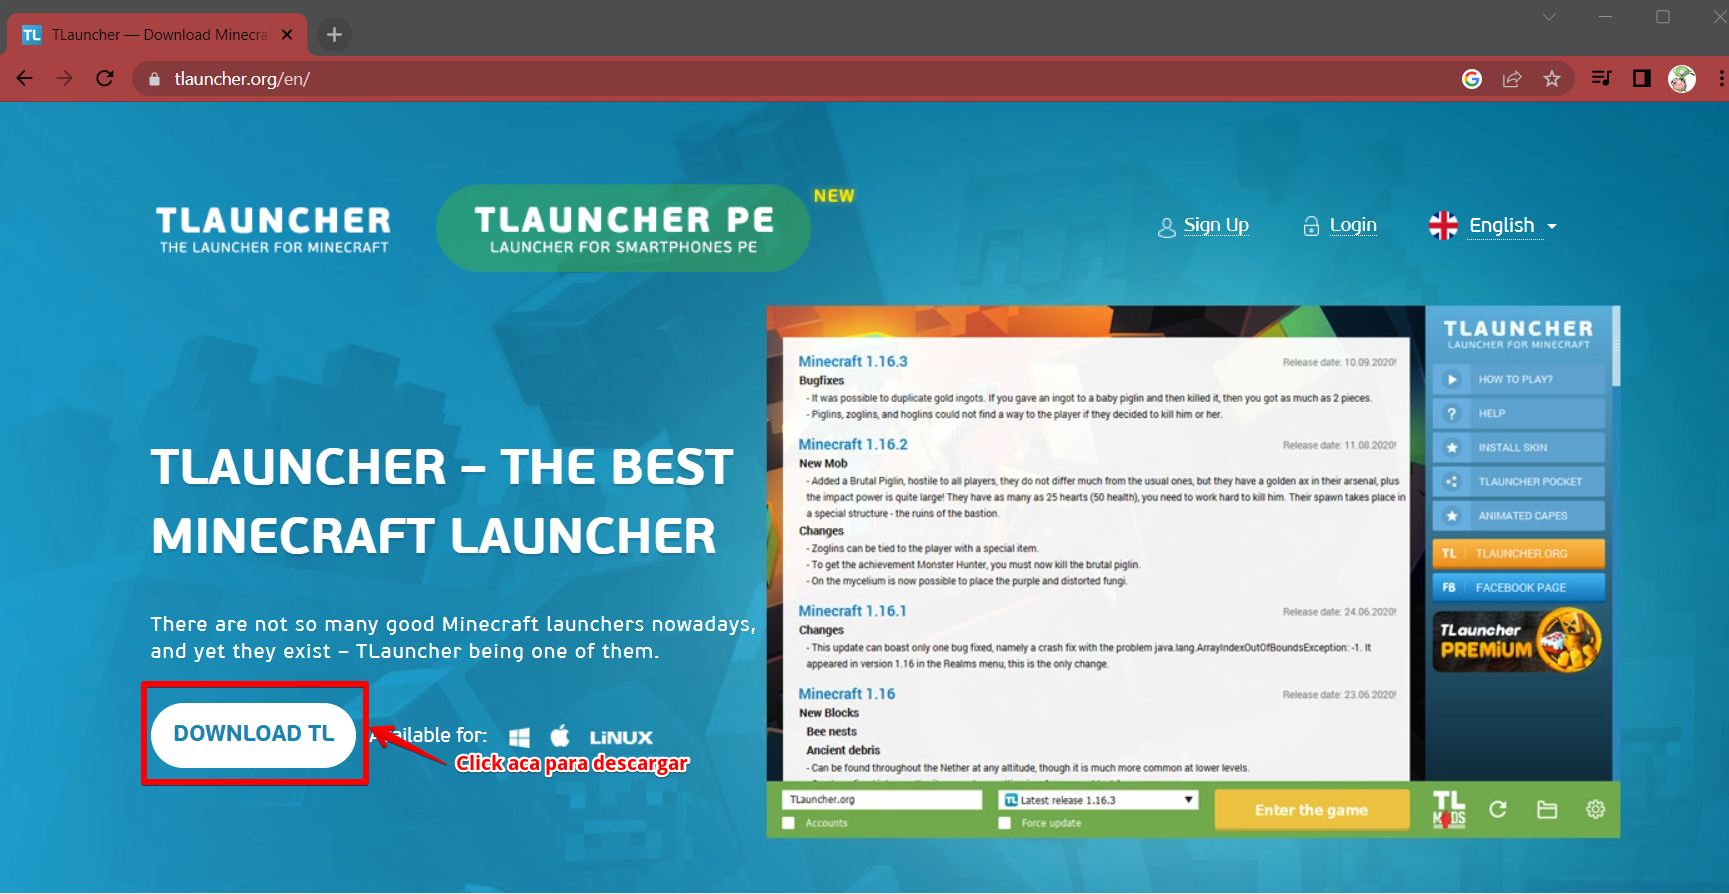 TL TLauncher — Download Minecra
tlauncher.org/en/
TLAUNCHER
THE LAUNCHER FOR MINECRAFT
TLAUNCHER PE
LAUNCHER FOR SMARTPHONES PE
NEW
Sign Up
Login
English
TLAUNCHER – THE BEST
MINECRAFT LAUNCHER
There are not so many good Minecraft launchers nowadays,
and yet they exist – TLauncher being one of them.
DOWNLOAD TL
Available for:
LiNUX
Click aca para descargar
Minecraft 1.16.3
Release date: 10.09.2020!
Bugfixes
- It was possible to duplicate gold ingots. If you gave an ingot to a baby piglin and then killed it, then you got as much as 2 pieces.
- Piglins, zoglins, and hoglins could not find a way to the player if they decided to kill him or her.
Minecraft 1.16.2
Release date: 11.08.2020!
New Mob
- Added a Brutal Piglin, hostile to all players, they do not differ much from the usual ones, but they have a golden ax in their arsenal, plus
the impact power is quite large! They have as many as 25 hearts (50 health), you need to work hard to kill him. Their spawn takes place in
a special structure - the ruins of the bastion.
Changes
- Zoglins can be tied to the player with a special item.
- To get the achievement Monster Hunter, you must now kill the brutal piglin.
- On the mycelium is now possible to place the purple and distorted fungi.
Minecraft 1.16.1
Release date: 24.06.2020!
Changes
- This update can boast only one bug fixed, namely a crash fix with the problem java.lang.ArrayIndexOutOfBoundsException: -1. It
appeared in version 1.16 in the Realms menu, this is the only change.
Minecraft 1.16
Release date: 23.06.2020!
New Blocks
Bee nests
Ancient debris
- Can be found throughout the Nether at any altitude, though it is much more common at lower levels.
TLAUNCHER
LAUNCHER FOR MINECRAFT
HOW TO PLAY?
HELP
INSTALL SKIN
TLAUNCHER POCKET
ANIMATED CAPES
TL TLAUNCHER.ORG
FB FACEBOOK PAGE
TLauncher
PREMIUM
TLauncher.org
Accounts
TL Latest release 1.16.3
Force update
Enter the game
TL
MODS